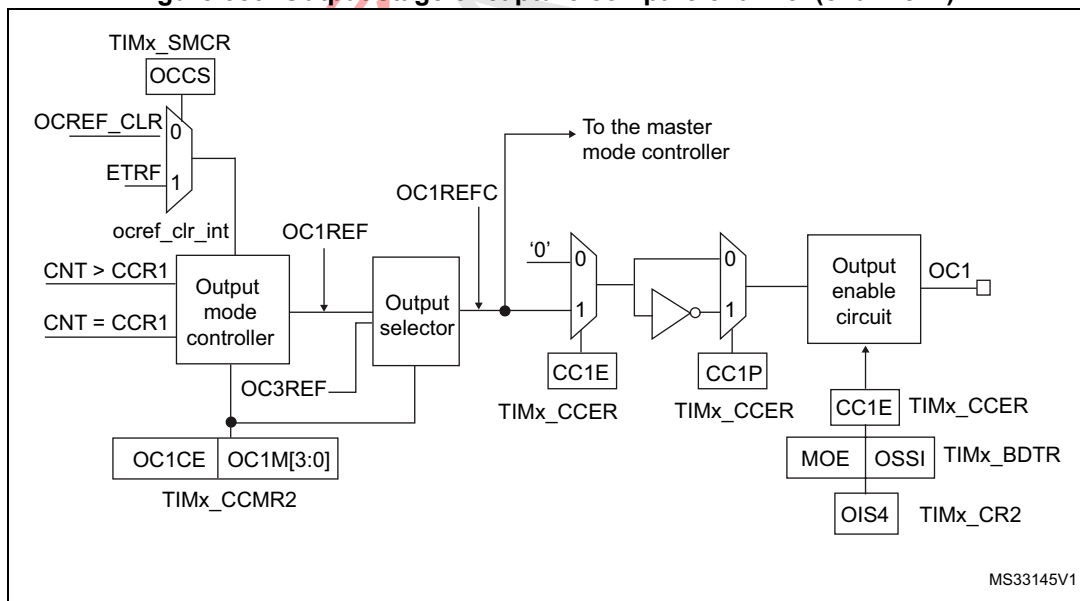 TIMx_SMCR
OCCS
OCREF_CLR
0
ETRF
1
ocref_clr_int
To the master
mode controller
OC1REFC
OC1REF
CNT > CCR1
CNT = CCR1
Output
mode
controller
Output
selector
OC3REF
'0'
0
1
0
1
Output
enable
circuit
OC1
CC1E
TIMx_CCER
CC1P
TIMx_CCER
CC1E
TIMx_CCER
OC1CE
OC1M[3:0]
TIMx_CCMR2
MOE
OSSI
TIMx_BDTR
OIS4
TIMx_CR2
MS33145V1